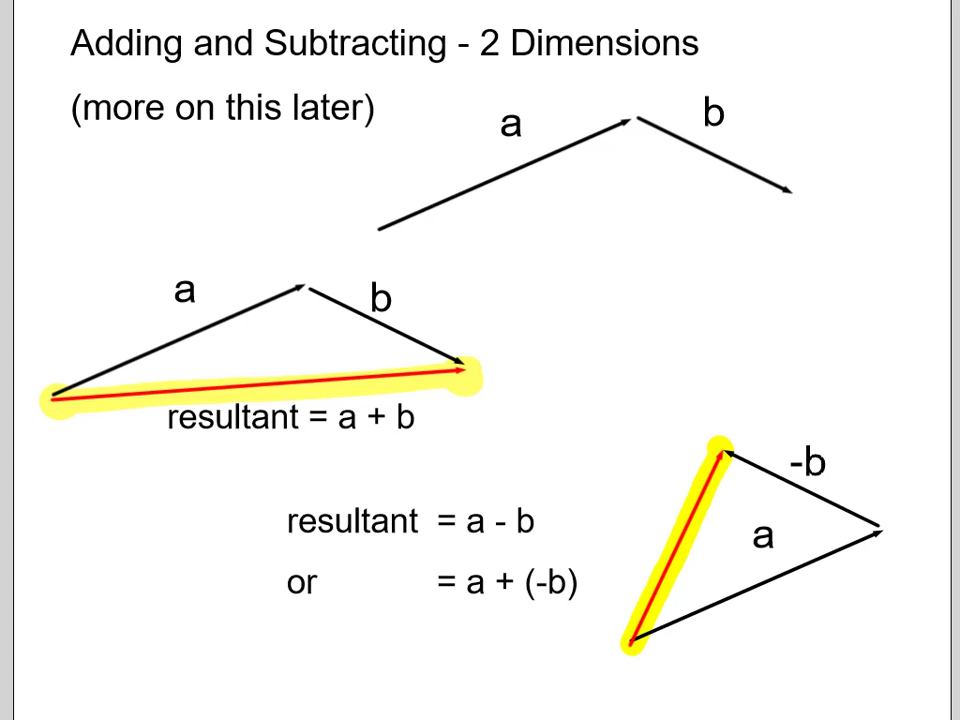 Adding and Subtracting - 2 Dimensions
(more on this later)
a
b
a
b
resultant = a + b
-b
a
resultant = a - b
or = a + (-b)